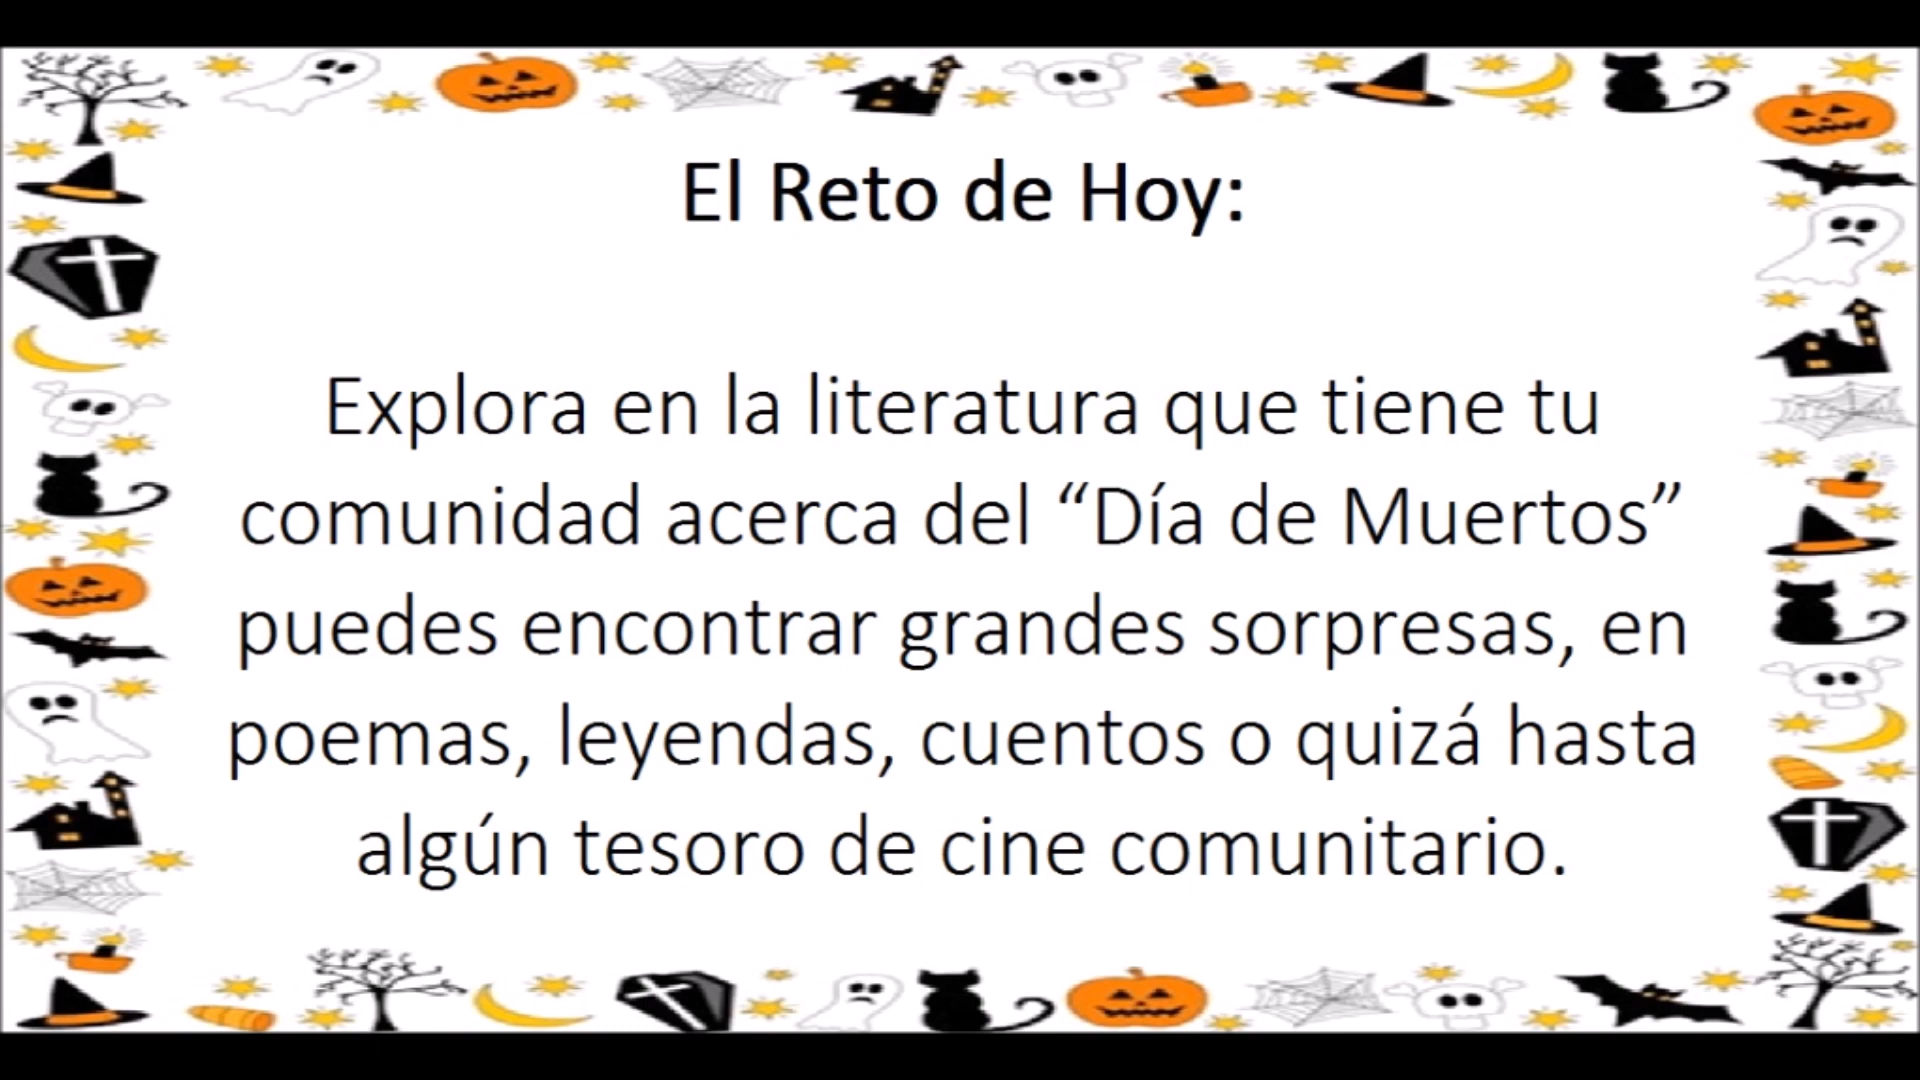 El Reto de Hoy:
Explora en la literatura que tiene tu
comunidad acerca del “Día de Muertos”
puedes encontrar grandes sorpresas, en
poemas, leyendas, cuentos o quizá hasta
algún tesoro de cine comunitario.